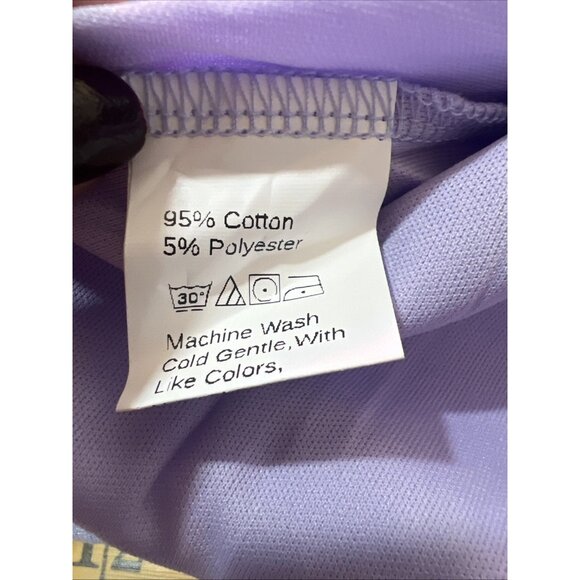 95% Cotton
5% Polyester
30°
Machine Wash
Cold Gentle,With
Like Colors,